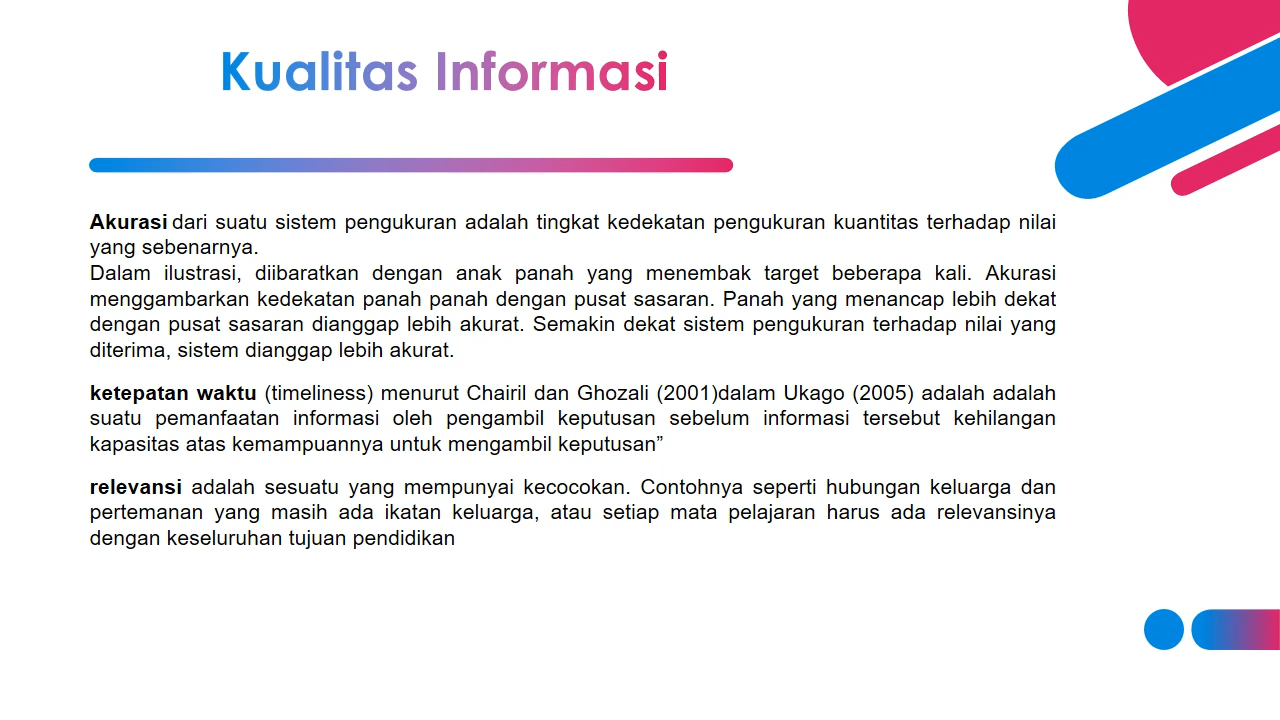 Kualitas Informasi
Akurasi dari suatu sistem pengukuran adalah tingkat kedekatan pengukuran kuantitas terhadap nilai
yang sebenarnya.
Dalam ilustrasi, diibaratkan dengan anak panah yang menembak target beberapa kali. Akurasi
menggambarkan kedekatan panah panah dengan pusat sasaran. Panah yang menancap lebih dekat
dengan pusat sasaran dianggap lebih akurat. Semakin dekat sistem pengukuran terhadap nilai yang
diterima, sistem dianggap lebih akurat.
ketepatan waktu (timeliness) menurut Chairil dan Ghozali (2001)dalam Ukago (2005) adalah adalah
suatu pemanfaatan informasi oleh pengambil keputusan sebelum informasi tersebut kehilangan
kapasitas atas kemampuannya untuk mengambil keputusan”
relevansi adalah sesuatu yang mempunyai kecocokan. Contohnya seperti hubungan keluarga dan
pertemanan yang masih ada ikatan keluarga, atau setiap mata pelajaran harus ada relevansinya
dengan keseluruhan tujuan pendidikan